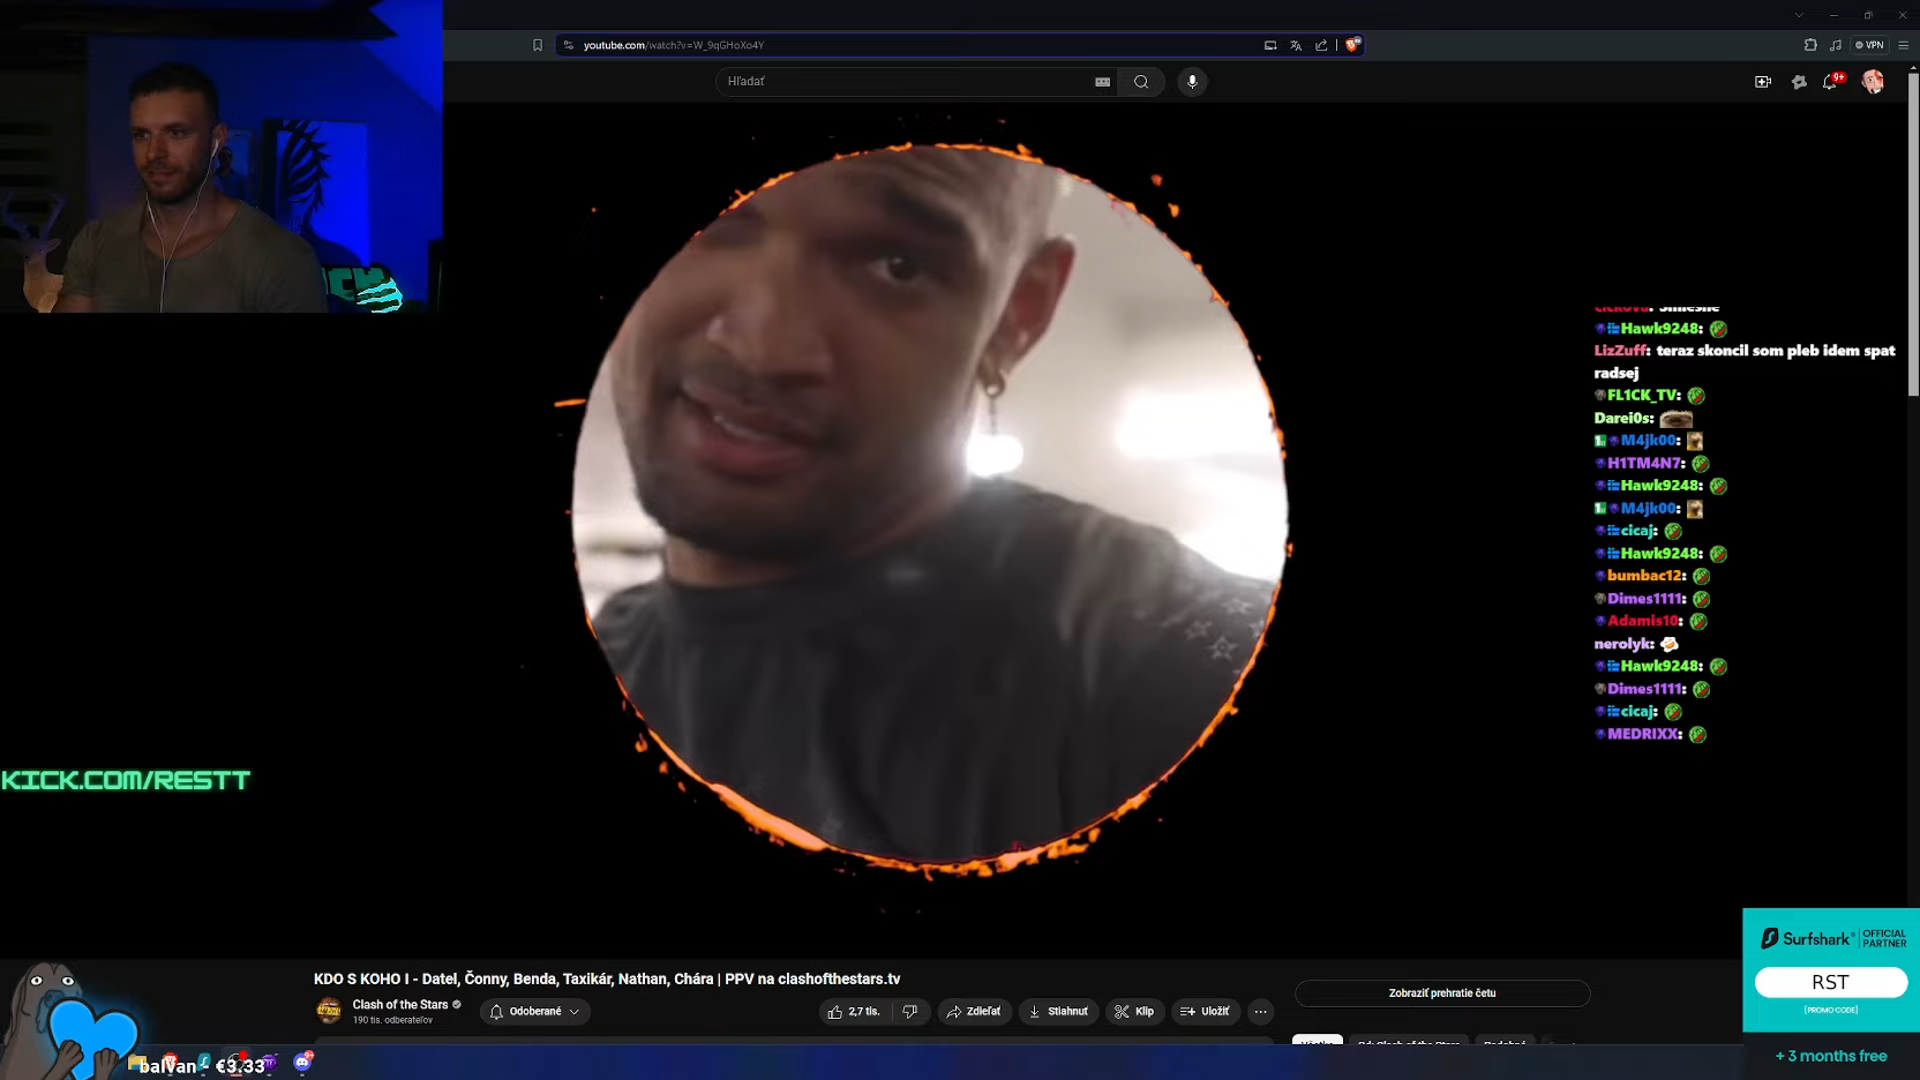 youtube.com/watch?v=W_9qGHoXo4Y
VPN
Hľadať
9+
Hawk9248:
LizZuff: teraz skoncil som pleb idem spat
radsej
FL1CK_TV:
Darei0s:
M4jk00:
H1TM4N7:
Hawk9248:
M4jk00:
cicaj:
Hawk9248:
bumbac12:
Dimes1111:
Adamis10:
nerolyk:
Hawk9248:
Dimes1111:
cicaj:
MEDRIXX:
KICK.COM/RESTT
KDO S KOHO I - Datel, Čonny, Benda, Taxikár, Nathan, Chára | PPV na clashofthestars.tv
Clash of the Stars
190 tis. odberateľov
Odoberané
2,7 tis.
Zdieľať
Stiahnuť
Klip
Uložiť
Zobraziť prehratie četu
Surfshark® OFFICIAL PARTNER
RST
[PROMO CODE]
+ 3 months free
balvan - €3.33